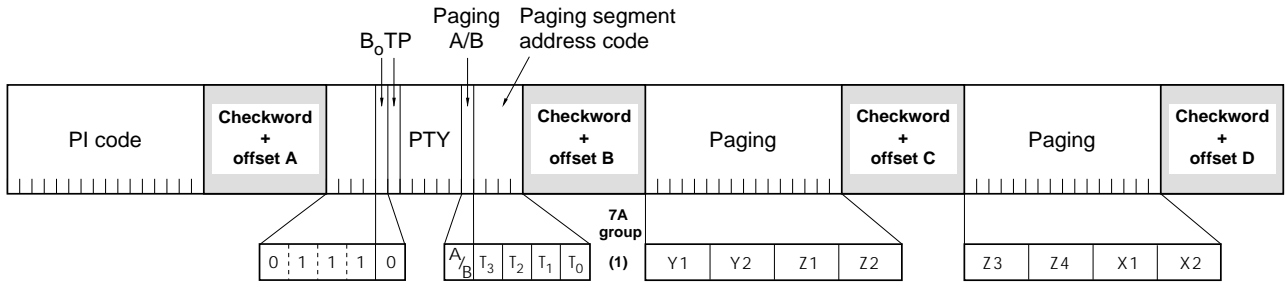 Paging Paging segment
B₀TP A/B address code
PI code
Checkword
+
offset A
PTY
Checkword
+
offset B
Paging
Checkword
+
offset C
Paging
Checkword
+
offset D
0 1 1 1 1 0
A/B T₃ T₂ T₁ T₀
7A
group
(1)
Y1 Y2 Z1 Z2
Z3 Z4 X1 X2